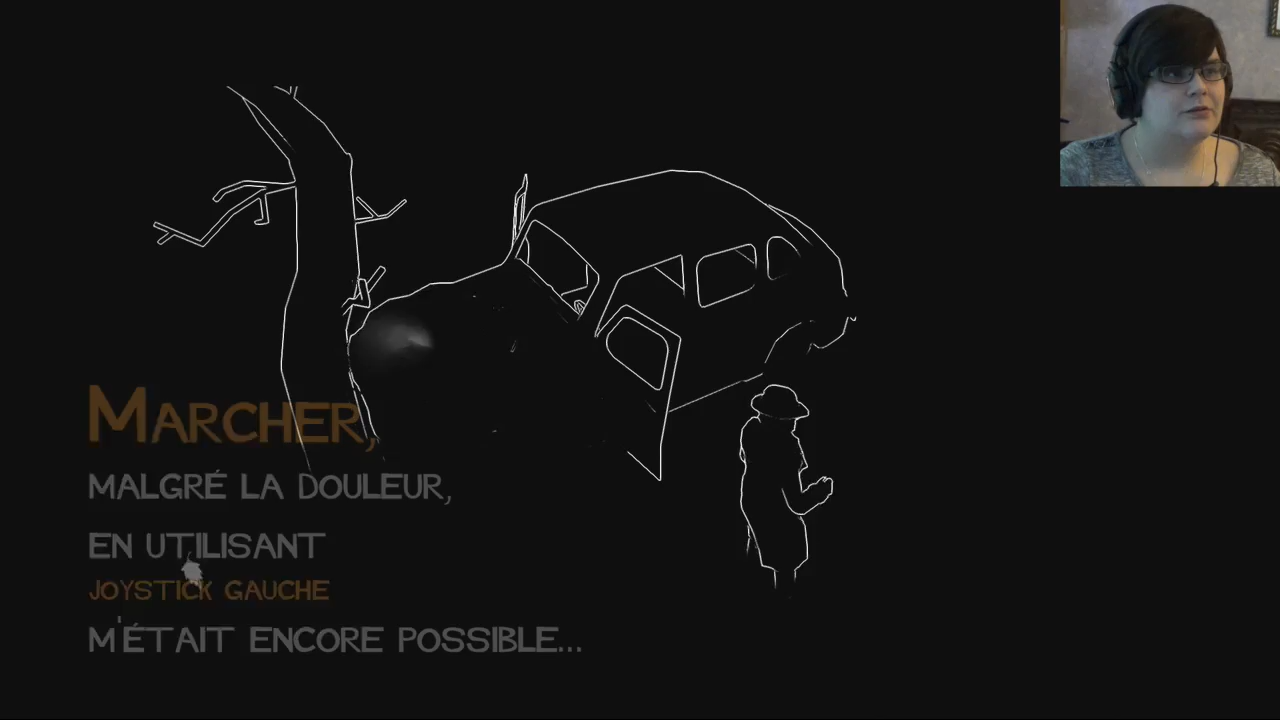 Marcher,
MALGRÉ LA DOULEUR,
EN UTILISANT
JOYSTICK GAUCHE
M'ÉTAIT ENCORE POSSIBLE...